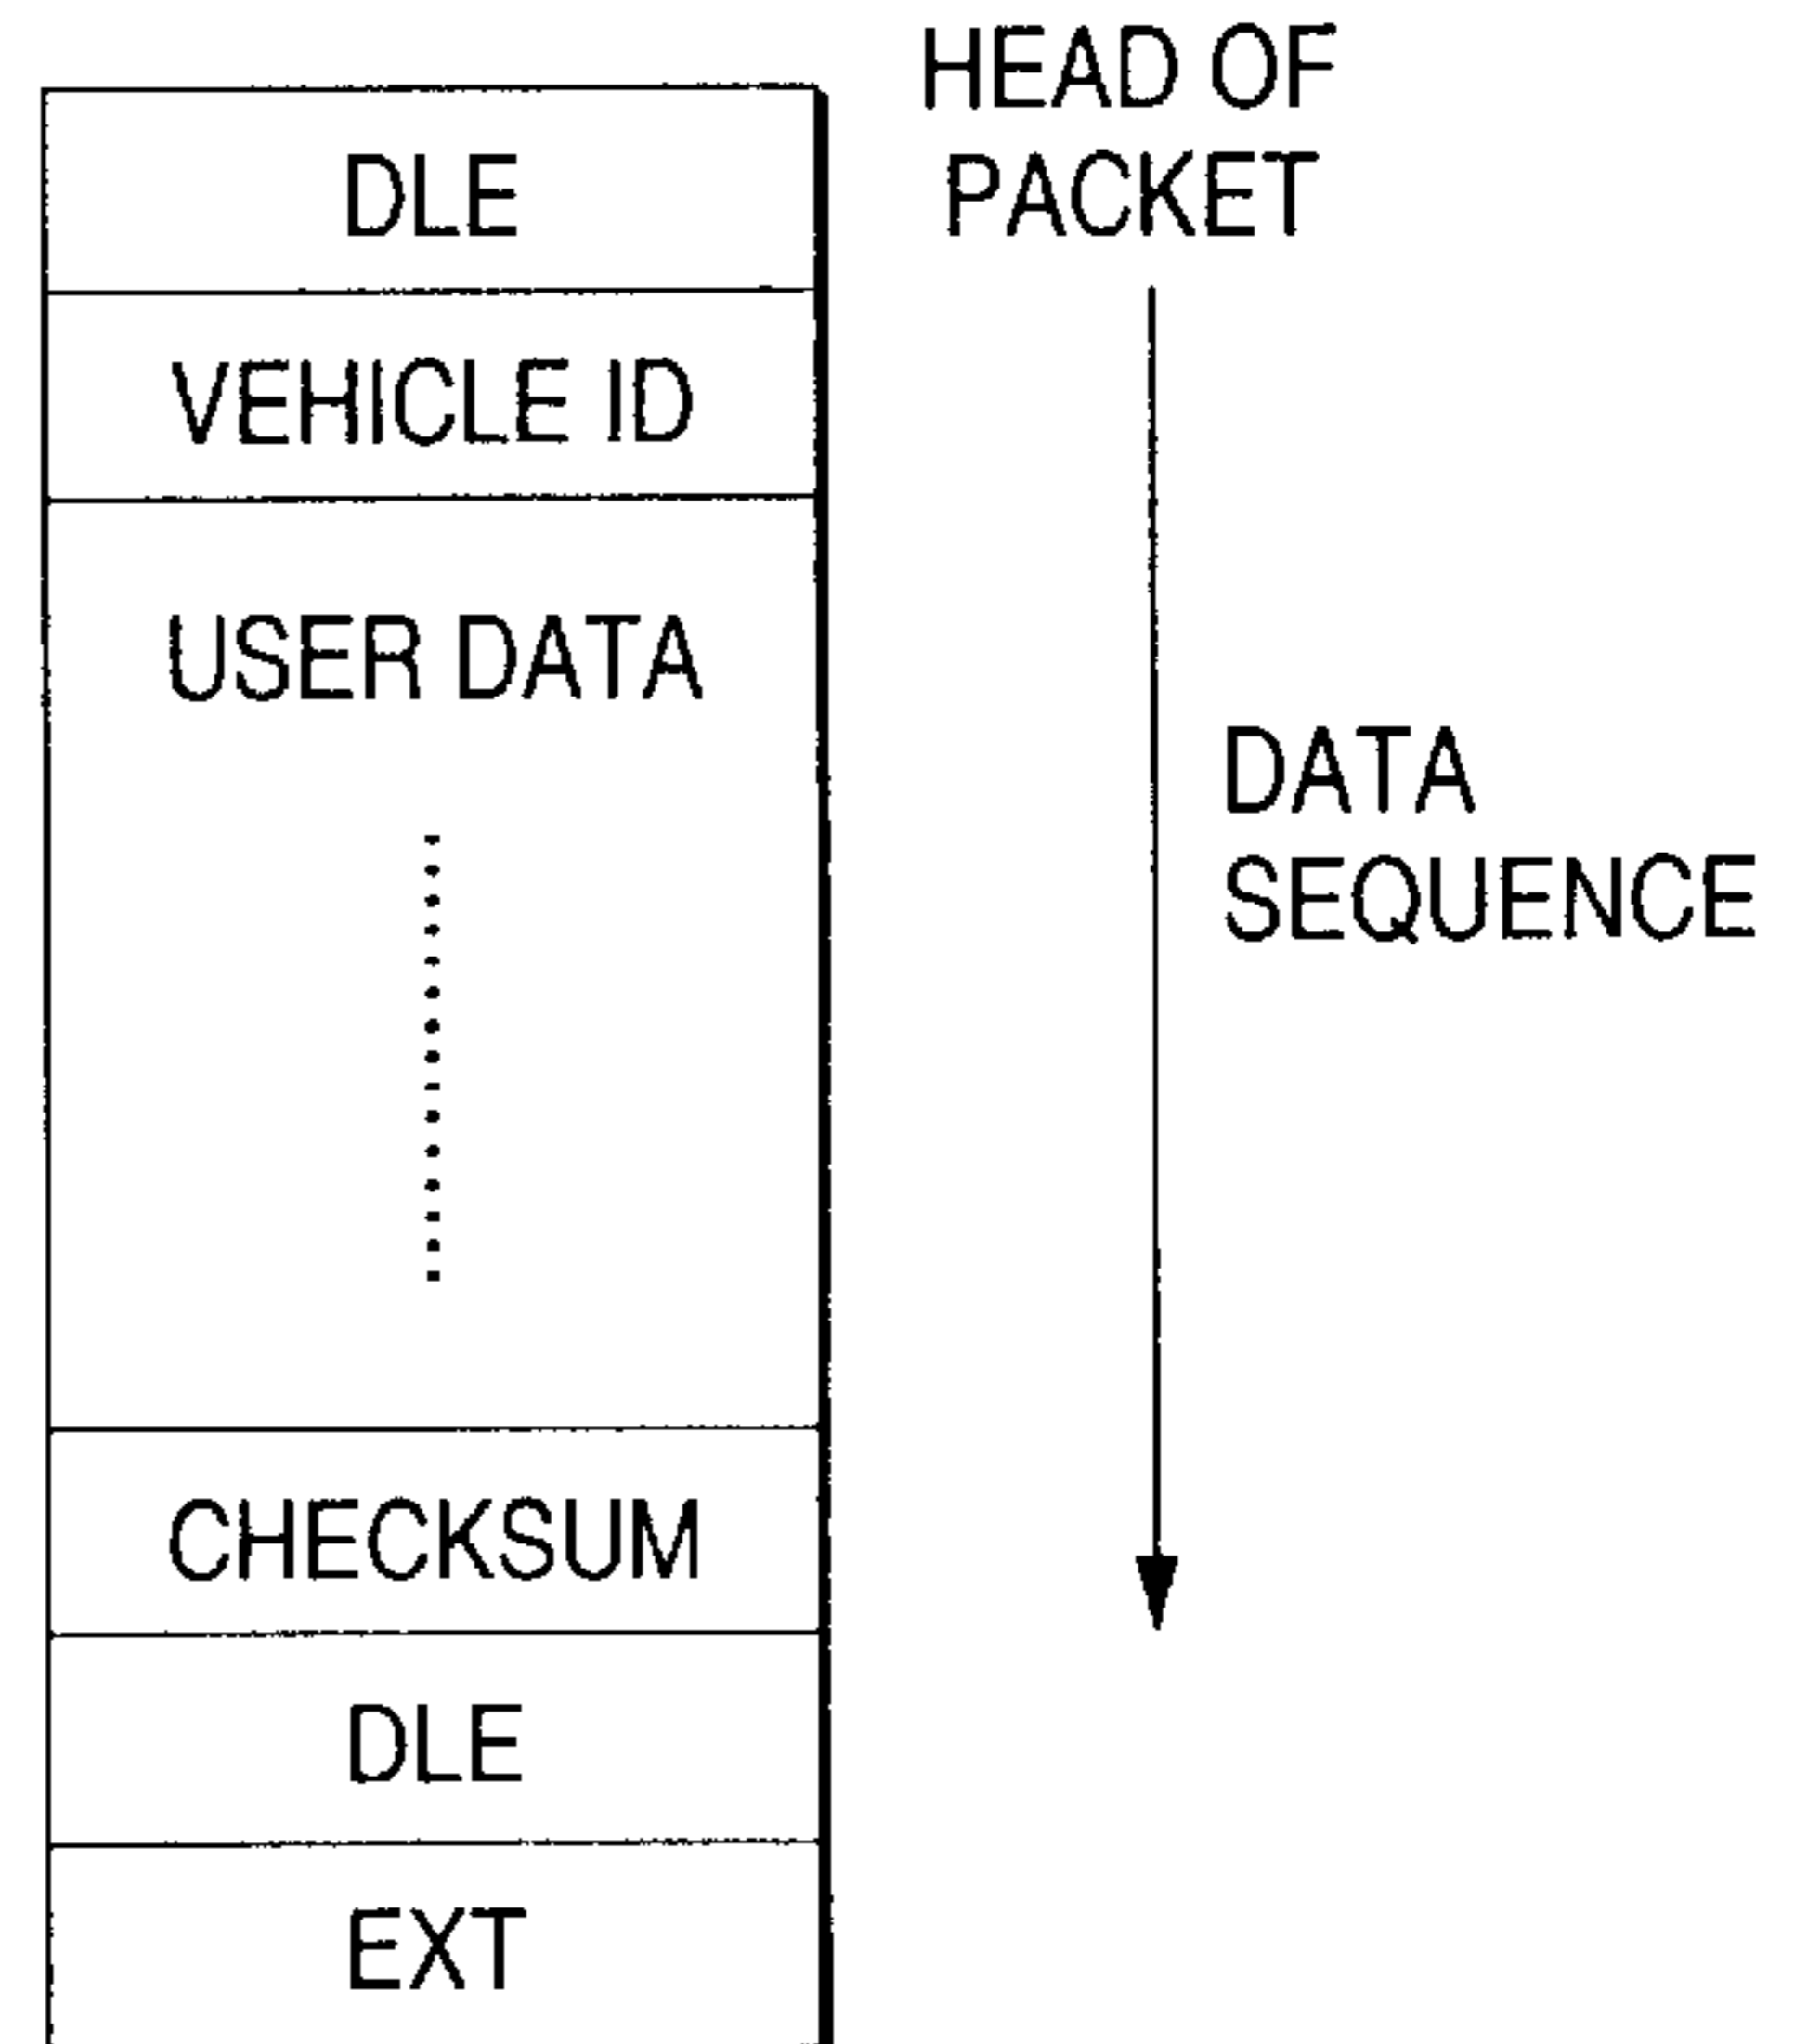 HEAD OF
PACKET
DLE
VEHICLE ID
USER DATA
DATA
SEQUENCE
CHECKSUM
DLE
EXT